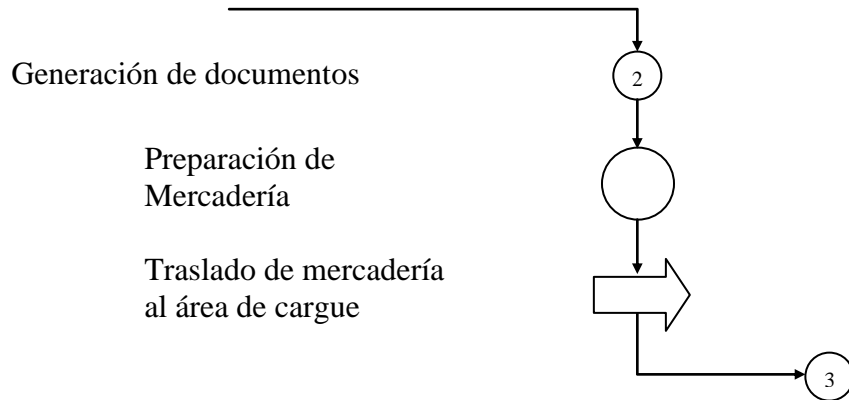 Generación de documentos
2
Preparación de
Mercadería
Traslado de mercadería
al área de cargue
3